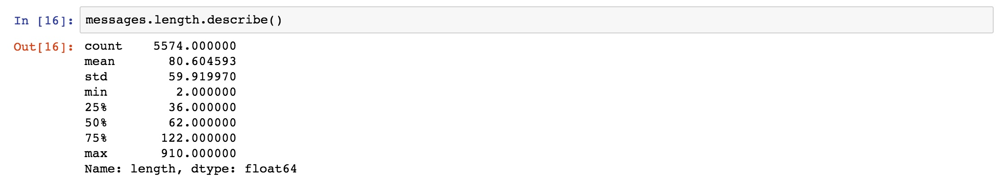 In [16]: messages.length.describe()
Out[16]: count    5574.000000
mean       80.604593
std        59.919970
min         2.000000
25%        36.000000
50%        62.000000
75%       122.000000
max       910.000000
Name: length, dtype: float64